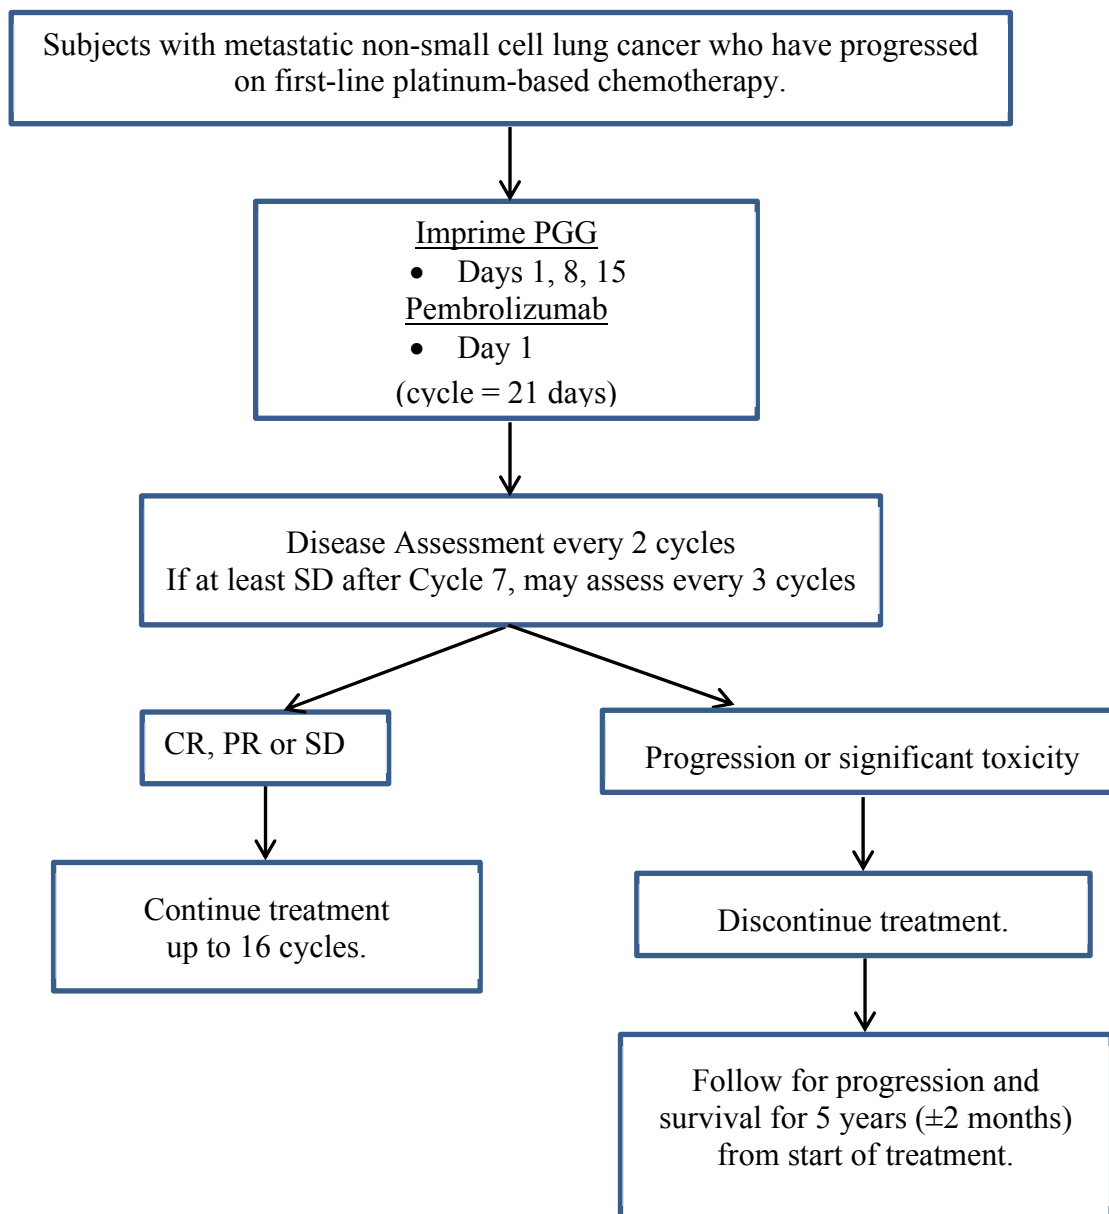 Subjects with metastatic non-small cell lung cancer who have progressed
on first-line platinum-based chemotherapy.
Imprime PGG
• Days 1, 8, 15
Pembrolizumab
• Day 1
(cycle = 21 days)
Disease Assessment every 2 cycles
If at least SD after Cycle 7, may assess every 3 cycles
CR, PR or SD
Progression or significant toxicity
Continue treatment
up to 16 cycles.
Discontinue treatment.
Follow for progression and
survival for 5 years (±2 months)
from start of treatment.